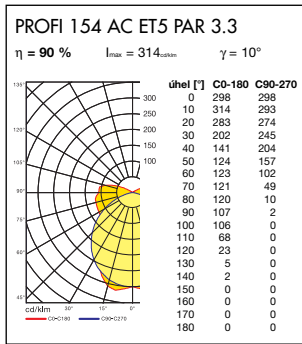 PROFI 154 AC ET5 PAR 3.3
η = 90 % Imax = 314cd/klm γ = 10°
135°
120°
105°
90°
75°
60°
45°
30°
15°
0°
300
200
150
100
cd/klm
C0-C180 C90-C270
úhel [°] C0-180 C90-270
0 298 298
10 314 293
20 283 274
30 202 245
40 141 204
50 124 157
60 123 102
70 121 49
80 120 10
90 107 2
100 106 0
110 68 0
120 23 0
130 5 0
140 2 0
150 0 0
160 0 0
170 0 0
180 0 0